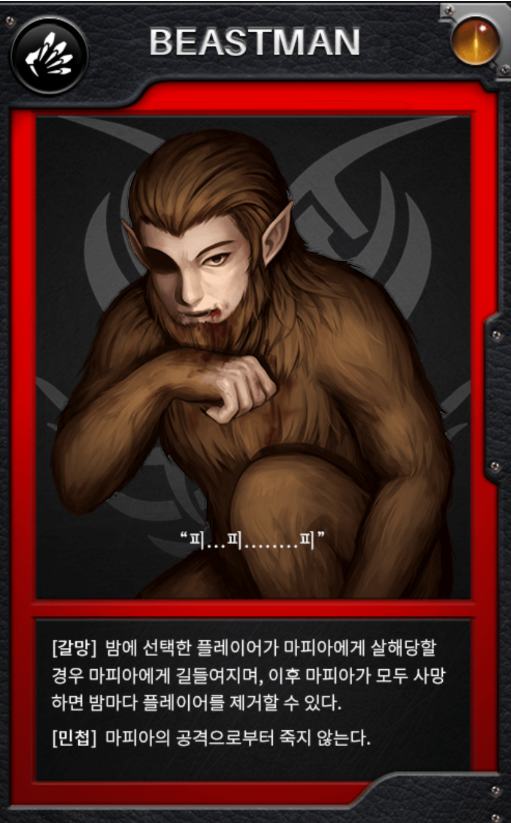 BEASTMAN
“피...피........피”
[갈망] 밤에 선택한 플레이어가 마피아에게 살해당할
경우 마피아에게 길들여지며, 이후 마피아가 모두 사망
하면 밤마다 플레이어를 제거할 수 있다.
[민첩] 마피아의 공격으로부터 죽지 않는다.